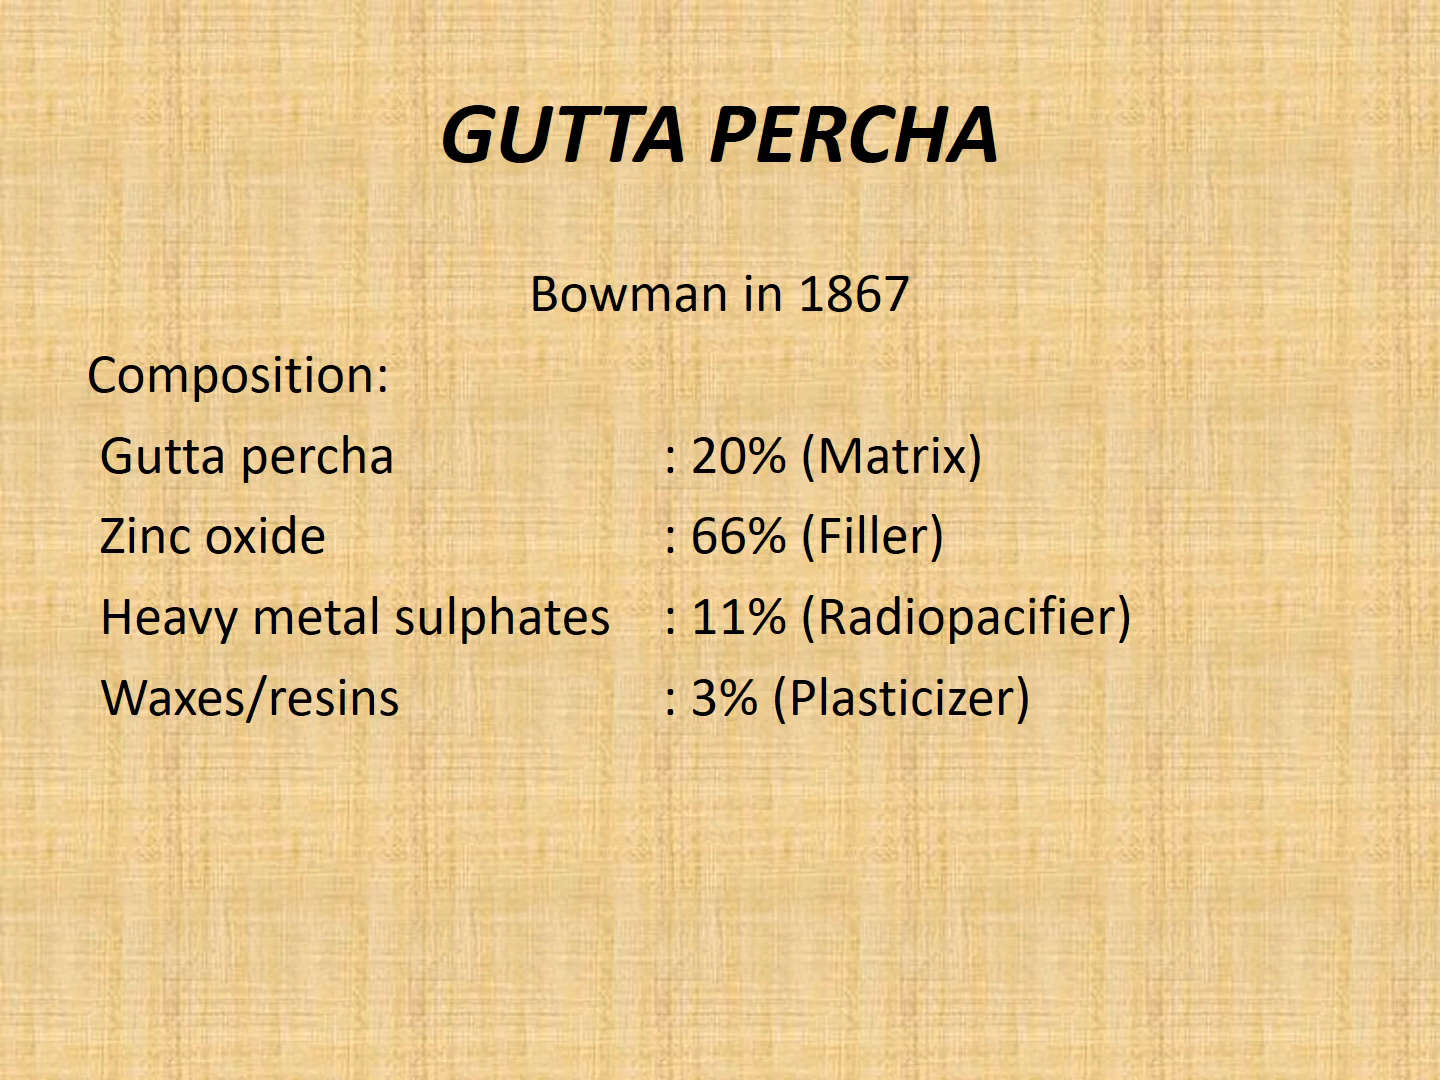 GUTTA PERCHA
Bowman in 1867
Composition:
Gutta percha : 20% (Matrix)
Zinc oxide : 66% (Filler)
Heavy metal sulphates : 11% (Radiopacifier)
Waxes/resins : 3% (Plasticizer)